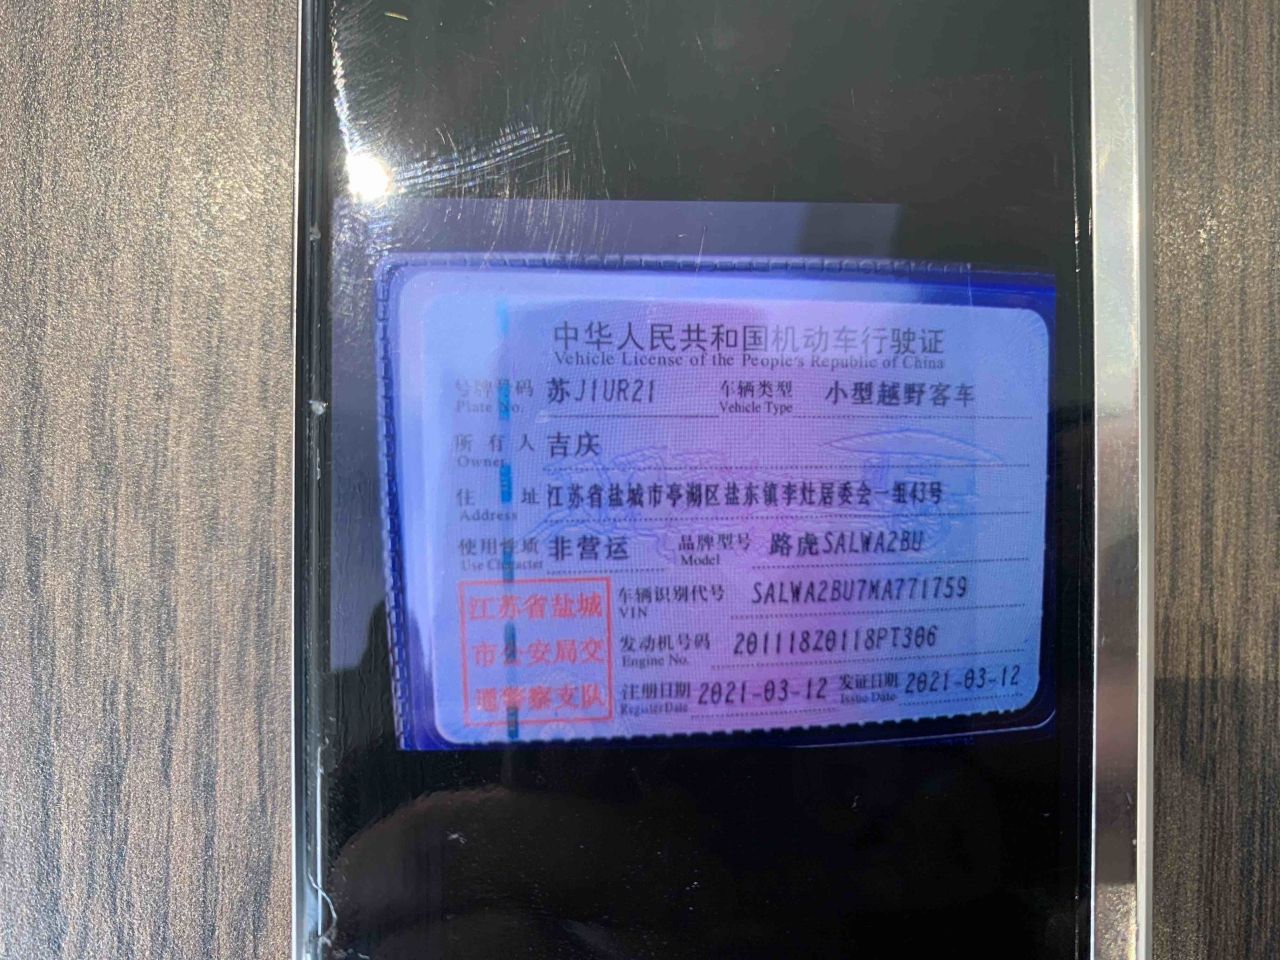 中华人民共和国机动车行驶证
Vehicle License of the People's Republic of China
号牌号码 苏J1UR21 车辆类型 小型越野客车
Plate No. Vehicle Type
所有人 吉庆
Owner
住址 江苏省盐城市亭湖区盐东镇李灶居委会一组43号
Address
使用性质 非营运 品牌型号 路虎SALWA2BU
Use Character Model
江苏省盐城市公安局交通警察支队
车辆识别代号 SALWA2BU7MA771759
VIN
发动机号码 20111820118PT306
Engine No.
注册日期 2021-03-12 发证日期 2021-03-12
Register Date Issue Date